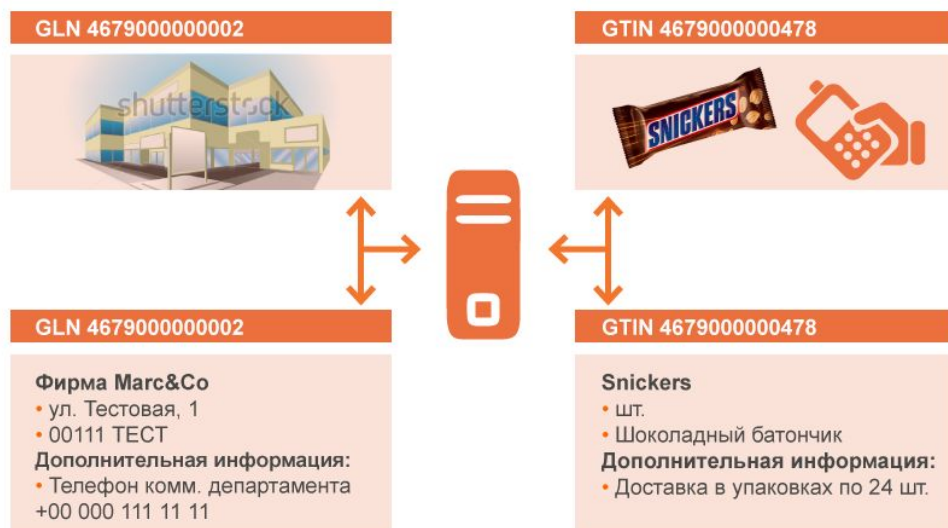 GLN 4679000000002
shutterstock
GTIN 4679000000478
SNICKERS
GLN 4679000000002
Фирма Marc&Co
• ул. Тестовая, 1
• 00111 ТЕСТ
Дополнительная информация:
• Телефон комм. департамента
+00 000 111 11 11
GTIN 4679000000478
Snickers
• шт.
• Шоколадный батончик
Дополнительная информация:
• Доставка в упаковках по 24 шт.